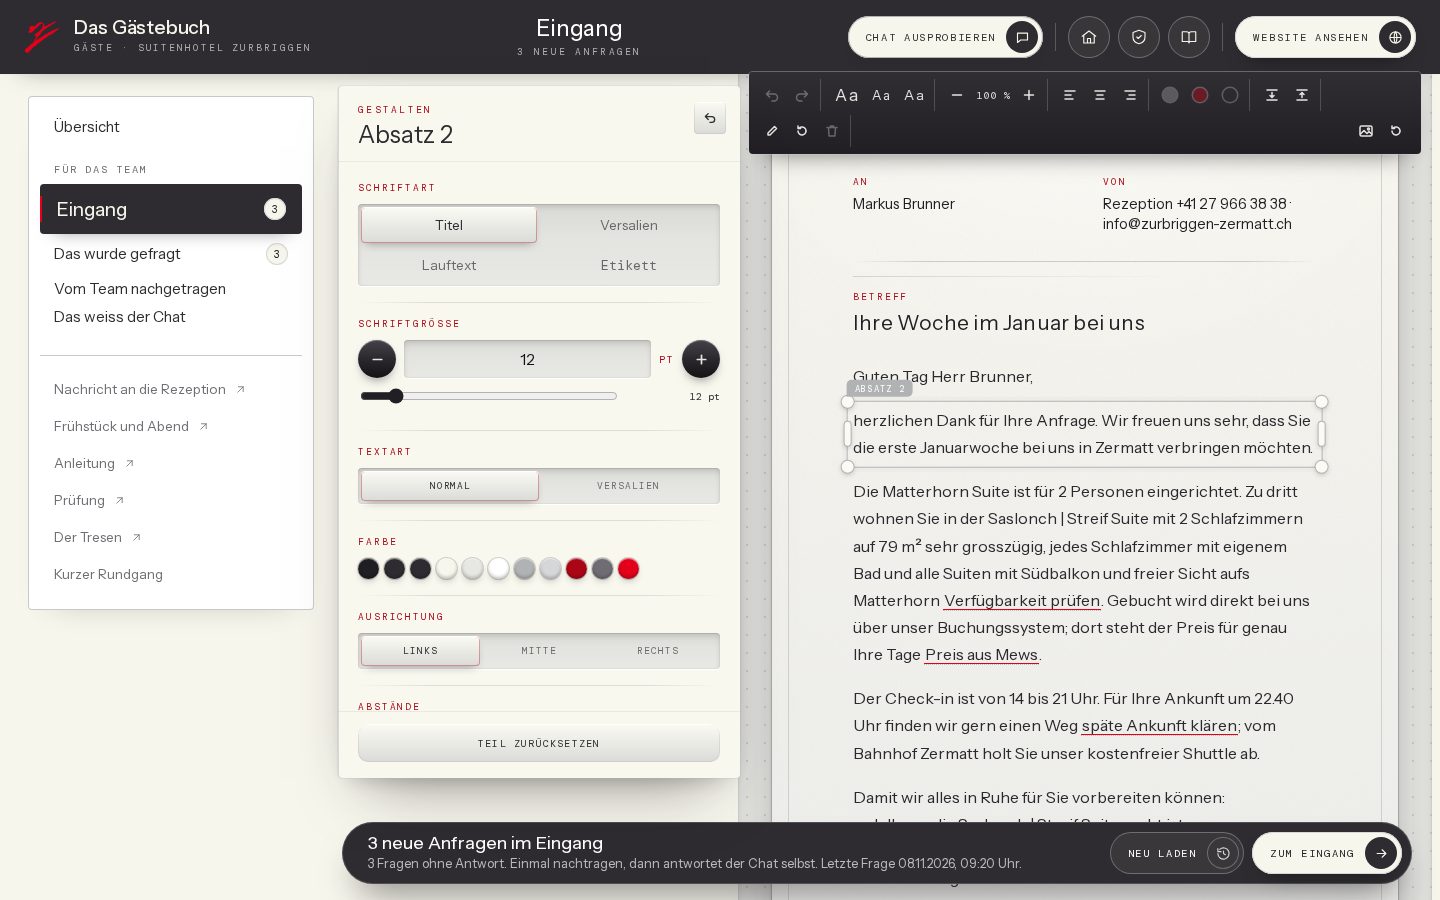 Das Gästebuch
GÄSTE · SUITENHOTEL ZURBRIGGEN
Eingang
3 NEUE ANFRAGEN
CHAT AUSPROBIEREN
WEBSITE ANSEHEN
Übersicht
FÜR DAS TEAM
Eingang
3
Das wurde gefragt
3
Vom Team nachgetragen
Das weiss der Chat
Nachricht an die Rezeption
Frühstück und Abend
Anleitung
Prüfung
Der Tresen
Kurzer Rundgang
GESTALTEN
Absatz 2
SCHRIFTART
Titel
Versalien
Lauftext
Etikett
SCHRIFTGRÖSSE
12
PT
12 pt
TEXTART
NORMAL
VERSALIEN
FARBE
AUSRICHTUNG
LINKS
MITTE
RECHTS
ABSTÄNDE
TEIL ZURÜCKSETZEN
Aa
Aa
Aa
100 %
AN
Markus Brunner
VON
Rezeption +41 27 966 38 38 ·
info@zurbriggen-zermatt.ch
BETREFF
Ihre Woche im Januar bei uns
Guten Tag Herr Brunner,
ABSATZ 2
herzlichen Dank für Ihre Anfrage. Wir freuen uns sehr, dass Sie
die erste Januarwoche bei uns in Zermatt verbringen möchten.
Die Matterhorn Suite ist für 2 Personen eingerichtet. Zu dritt
wohnen Sie in der Saslonch | Streif Suite mit 2 Schlafzimmern
auf 79 m² sehr grosszügig, jedes Schlafzimmer mit eigenem
Bad und alle Suiten mit Südbalkon und freier Sicht aufs
Matterhorn Verfügbarkeit prüfen. Gebucht wird direkt bei uns
über unser Buchungssystem; dort steht der Preis für genau
Ihre Tage Preis aus Mews.
Der Check-in ist von 14 bis 21 Uhr. Für Ihre Ankunft um 22.40
Uhr finden wir gern einen Weg späte Ankunft klären; vom
Bahnhof Zermatt holt Sie unser kostenfreier Shuttle ab.
Damit wir alles in Ruhe für Sie vorbereiten können:
3 neue Anfragen im Eingang
3 Fragen ohne Antwort. Einmal nachtragen, dann antwortet der Chat selbst. Letzte Frage 08.11.2026, 09:20 Uhr.
NEU LADEN
ZUM EINGANG